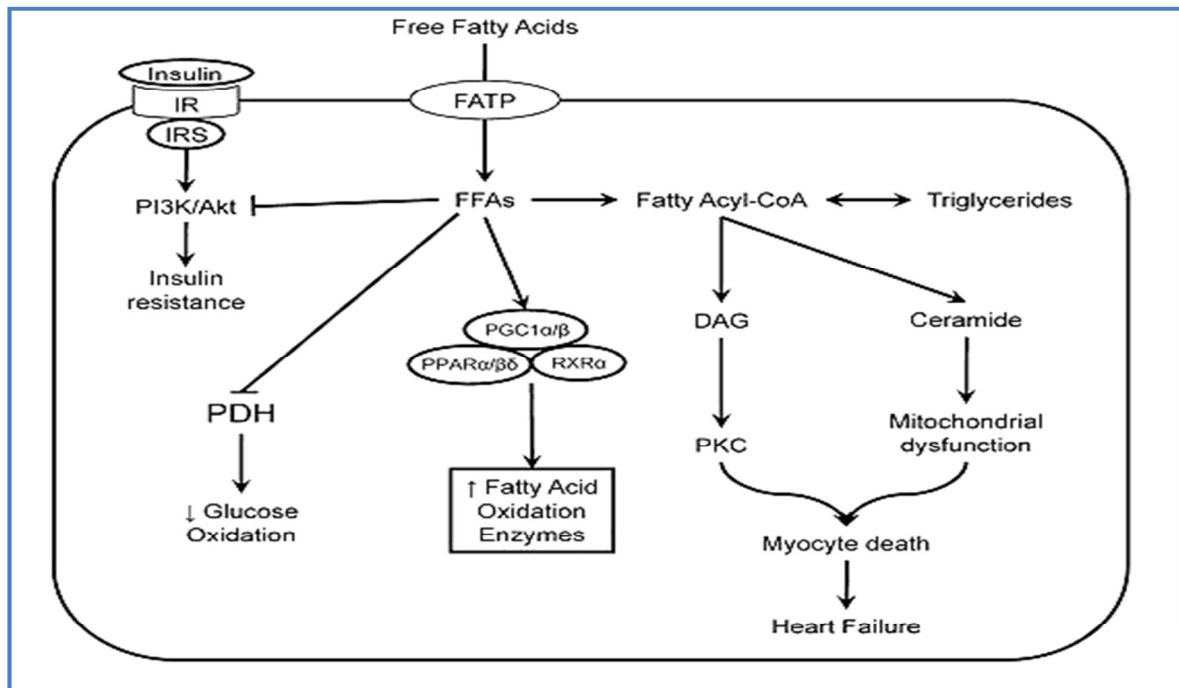 Free Fatty Acids
Insulin
IR
FATP
IRS
PI3K/Akt
FFAs
Fatty Acyl-CoA
Triglycerides
Insulin
resistance
PGC1α/β
PPARα/βδ
RXRα
DAG
Ceramide
PDH
PKC
Mitochondrial
dysfunction
↓ Glucose
Oxidation
↑ Fatty Acid
Oxidation
Enzymes
Myocyte death
Heart Failure